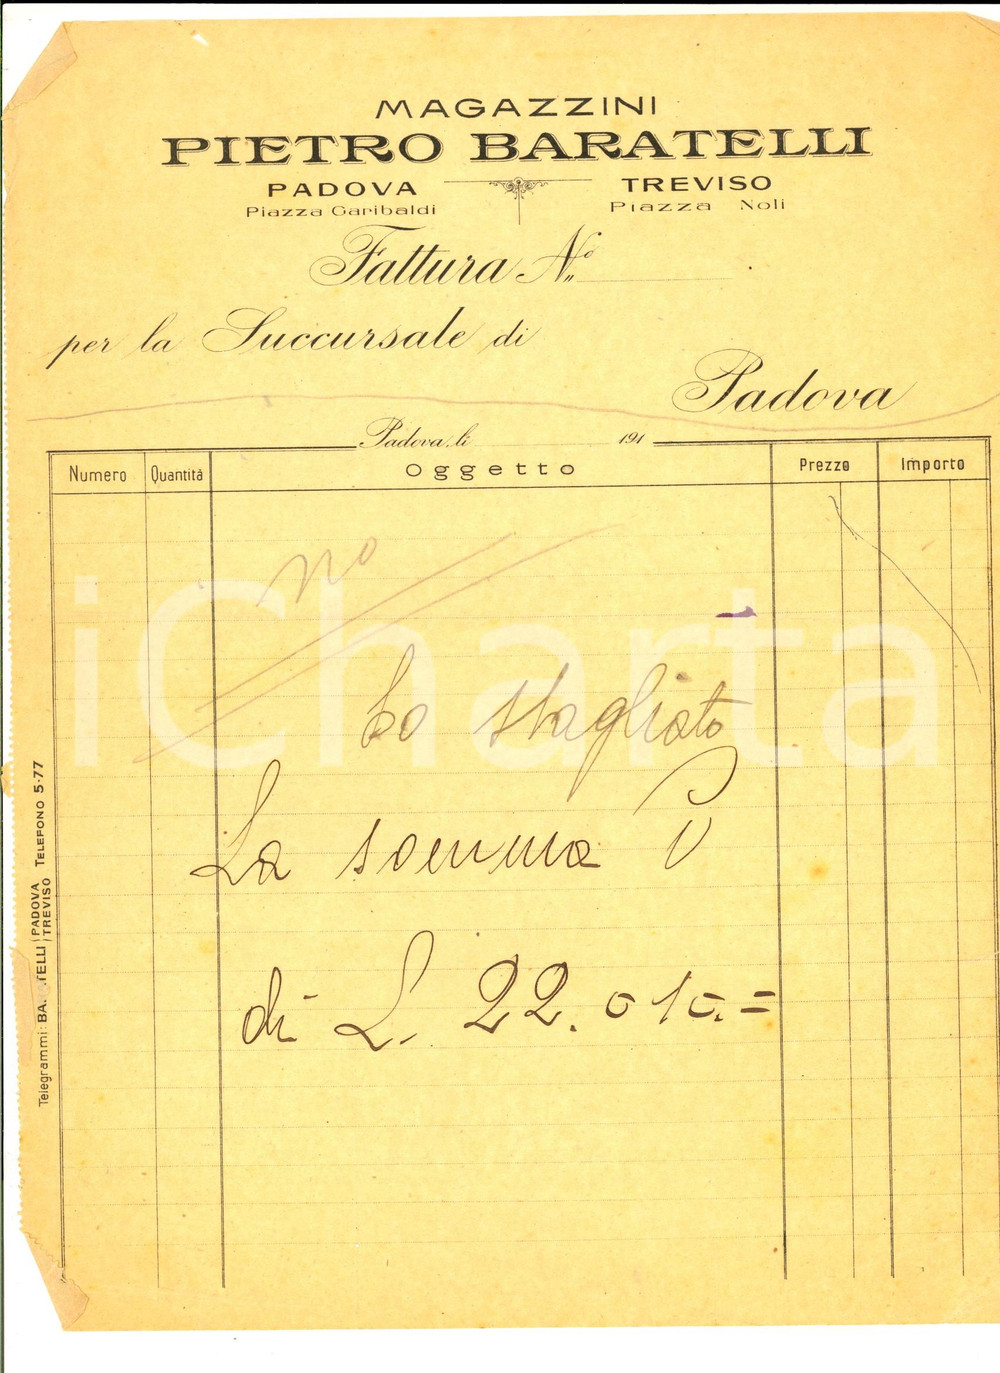 MAGAZZINI
PIETRO BARATELLI
PADOVA TREVISO
Piazza Garibaldi Piazza Noli
Fattura N.o
per la Succursale di
Padova
Padova, li 191
Numero Quantità Oggetto Prezzo Importo
no
Lo stagliato
La somma
di L. 22.010.=
Telegrammi: BA TELLI PADOVA TREVISO TELEFONO 5-77
iCharta